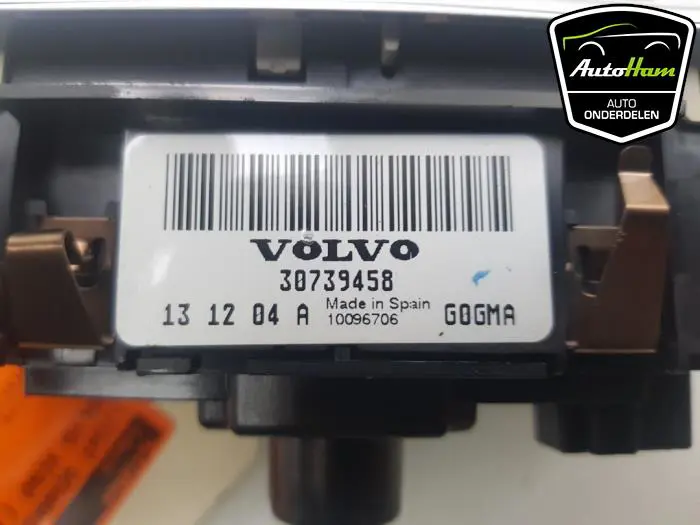 AutoHam
AUTO
ONDERDELEN
VOLVO
30739458
13 12 04 A Made in Spain GOGMA
10096706